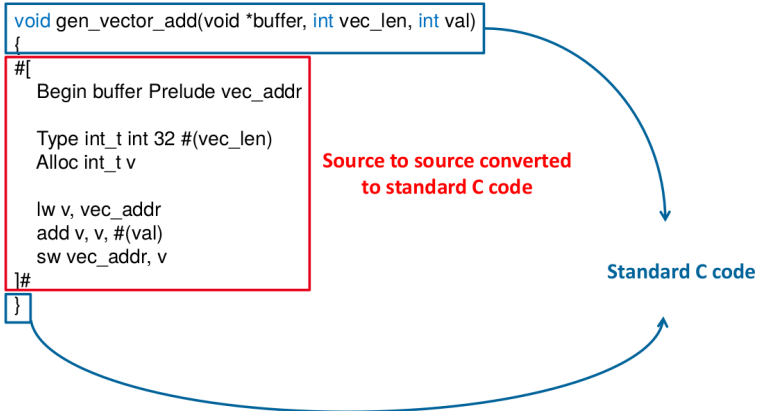 void gen_vector_add(void *buffer, int vec_len, int val)
{
#[
Begin buffer Prelude vec_addr
Type int_t int 32 #(vec_len)
Alloc int_t v
lw v, vec_addr
add v, v, #(val)
sw vec_addr, v
]#
}
Source to source converted
to standard C code
Standard C code